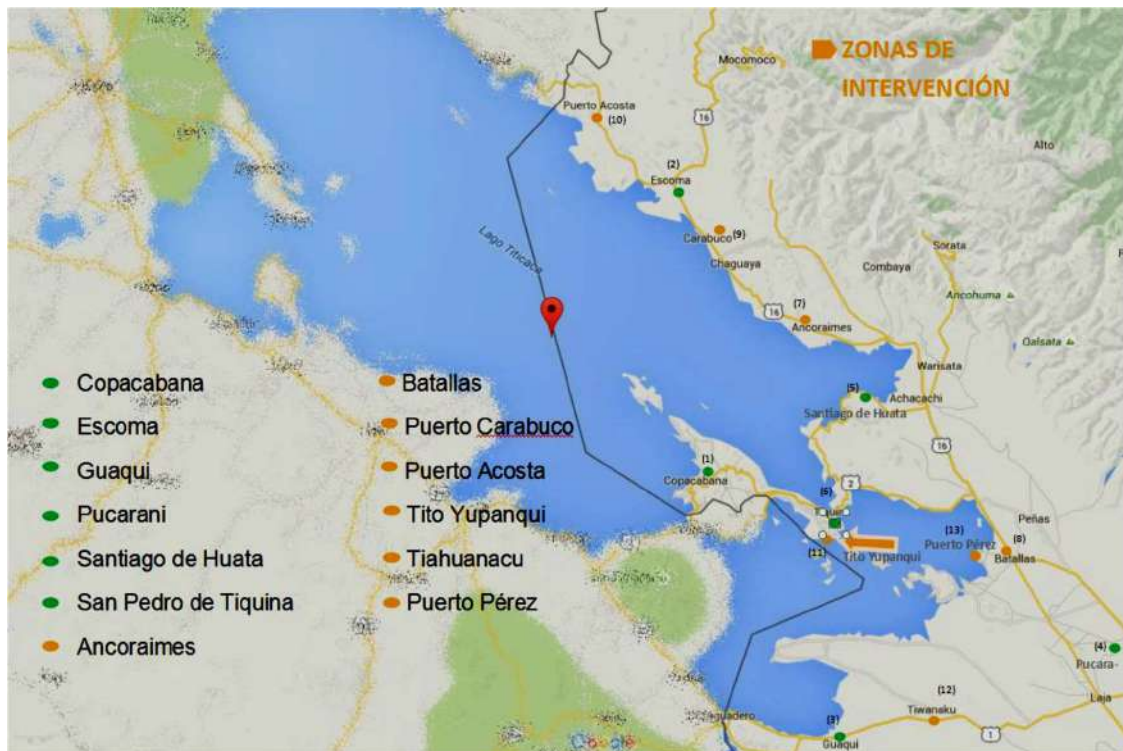 ZONAS DE
INTERVENCIÓN
Mocomoco
Puerto Acosta
(10)
16
Alto
(2)
Escoma
Carabuco (9)
Chaguaya
Lago Titicaca
Sorata
Combaya
Ancohuma
(7)
16
Ancoraimes
Qalsata
Warisata
(5)
Achacachi
Santiago de Huata
16
(1)
Copacabana
2
(6)
(11)
Tito Yupanqui
(13)
Puerto Pérez
Peñas
(8)
Batallas
(4)
Pucara-
Laja
(12)
Tiwanaku
(3)
Guaqui
1
Google
Copacabana
Escoma
Guaqui
Pucarani
Santiago de Huata
San Pedro de Tiquina
Ancoraimes
Batallas
Puerto Carabuco
Puerto Acosta
Tito Yupanqui
Tiahuanacu
Puerto Pérez